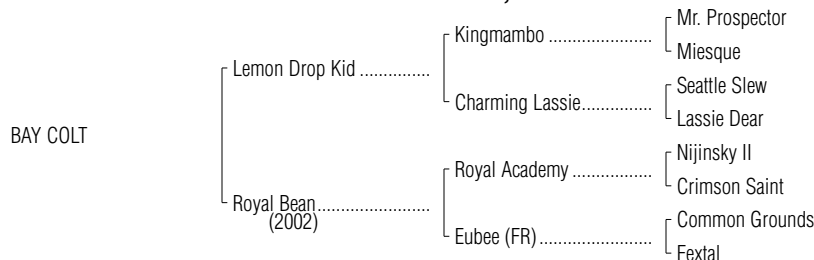 Mr. Prospector
Kingmambo ........................
Miesque
Lemon Drop Kid ................
Seattle Slew
Charming Lassie................
Lassie Dear
BAY COLT
Nijinsky II
Royal Academy ..................
Crimson Saint
Royal Bean..........................
(2002)
Common Grounds
Eubee (FR)..........................
Fextal